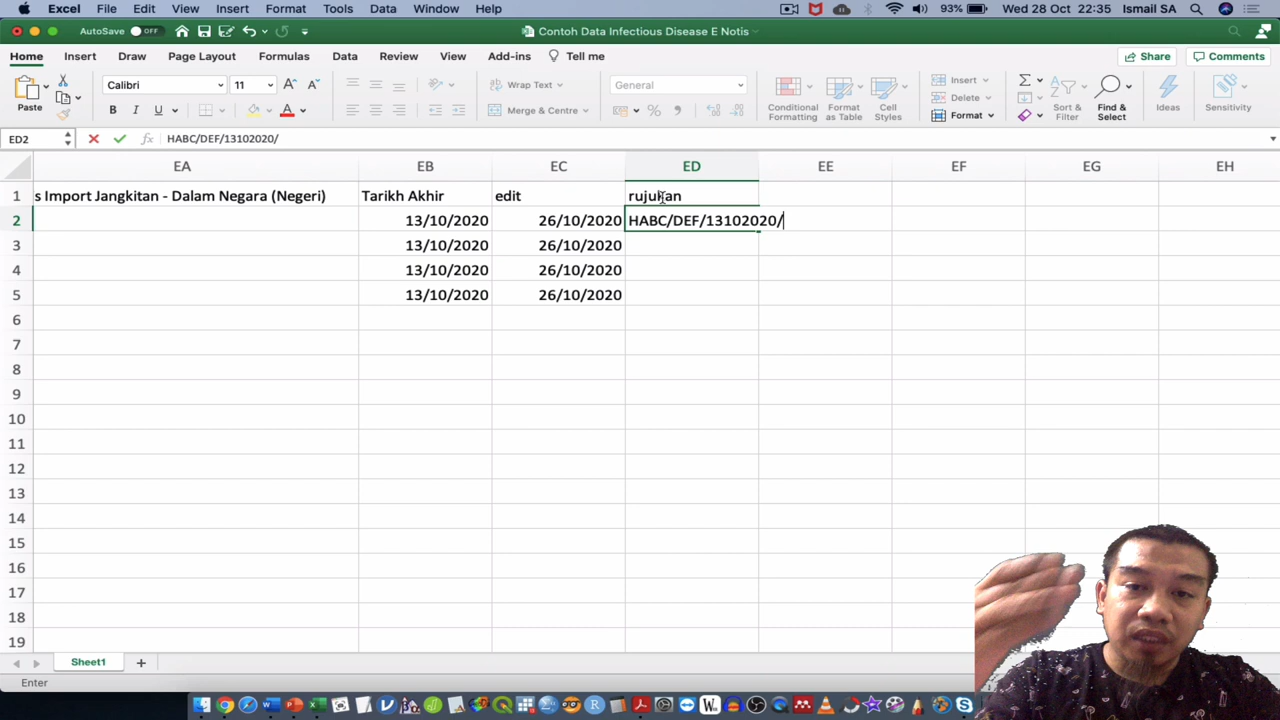 Excel File Edit View Insert Format Tools Data Window Help 93% Wed 28 Oct 22:35 Ismail SA
AutoSave OFF Contoh Data Infectious Disease E Notis
Home Insert Draw Page Layout Formulas Data Review View Add-ins Tell me Share Comments
Paste Calibri 11 Wrap Text General Conditional Formatting Format as Table Cell Styles Insert Sort & Filter Find & Select Ideas Sensitivity
B I U Merge & Centre Delete
Format
ED2 fx HABC/DEF/13102020/
EA EB EC ED EE EF EG EH
1 s Import Jangkitan - Dalam Negara (Negeri) Tarikh Akhir edit rujukan
2 13/10/2020 26/10/2020 HABC/DEF/13102020/
3 13/10/2020 26/10/2020
4 13/10/2020 26/10/2020
5 13/10/2020 26/10/2020
6
7
8
9
10
11
12
13
14
15
16
17
18
19
Sheet1
Enter